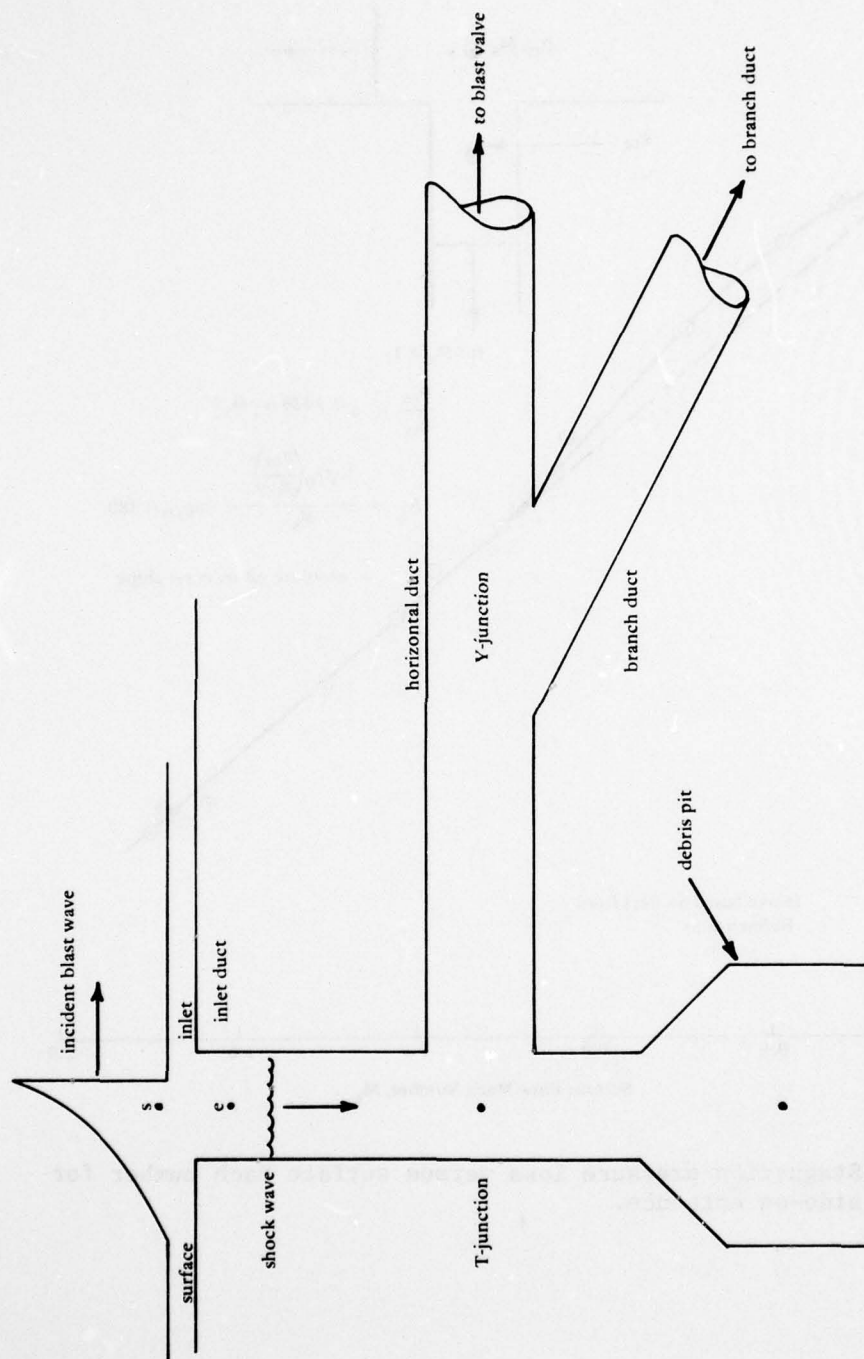 incident blast wave
s
surface
inlet
e
inlet duct
shock wave
horizontal duct
to blast valve
T-junction
Y-junction
branch duct
to branch duct
debris pit